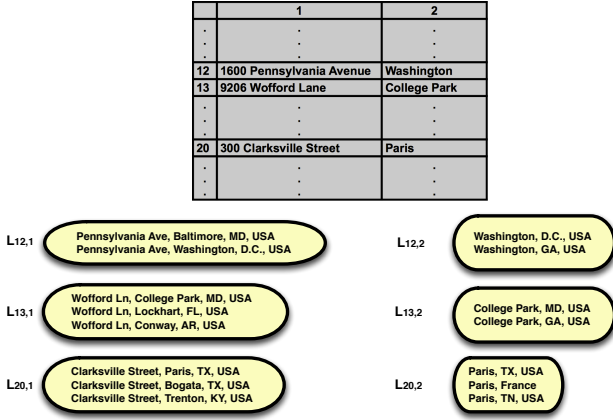 1 2
. . .
. . .
. . .
12 1600 Pennsylvania Avenue Washington
13 9206 Wofford Lane College Park
. . .
. . .
. . .
20 300 Clarksville Street Paris
. . .
. . .
. . .
L12,1
Pennsylvania Ave, Baltimore, MD, USA
Pennsylvania Ave, Washington, D.C., USA
L12,2
Washington, D.C., USA
Washington, GA, USA
L13,1
Wofford Ln, College Park, MD, USA
Wofford Ln, Lockhart, FL, USA
Wofford Ln, Conway, AR, USA
L13,2
College Park, MD, USA
College Park, GA, USA
L20,1
Clarksville Street, Paris, TX, USA
Clarksville Street, Bogata, TX, USA
Clarksville Street, Trenton, KY, USA
L20,2
Paris, TX, USA
Paris, France
Paris, TN, USA